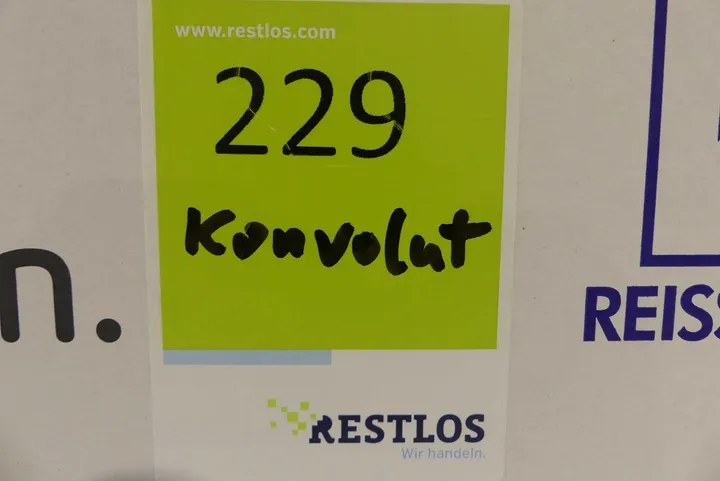 www.restlos.com
229
Konvolut
n.
REISS
RESTLOS
Wir handeln.